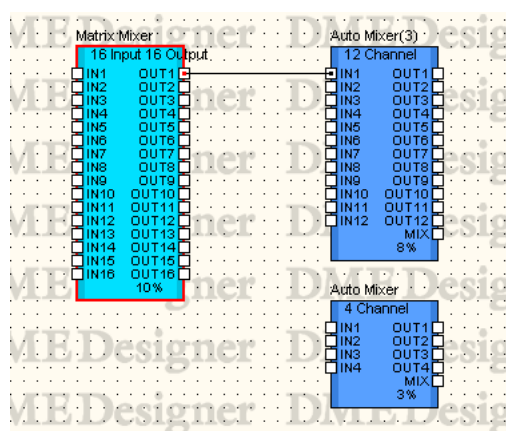 Matrix Mixer
16 Input 16 Output
IN1 OUT1
IN2 OUT2
IN3 OUT3
IN4 OUT4
IN5 OUT5
IN6 OUT6
IN7 OUT7
IN8 OUT8
IN9 OUT9
IN10 OUT10
IN11 OUT11
IN12 OUT12
IN13 OUT13
IN14 OUT14
IN15 OUT15
IN16 OUT16
10%
Auto Mixer(3)
12 Channel
IN1 OUT1
IN2 OUT2
IN3 OUT3
IN4 OUT4
IN5 OUT5
IN6 OUT6
IN7 OUT7
IN8 OUT8
IN9 OUT9
IN10 OUT10
IN11 OUT11
IN12 OUT12
MIX
8%
Auto Mixer
4 Channel
IN1 OUT1
IN2 OUT2
IN3 OUT3
IN4 OUT4
MIX
3%
DME Designer